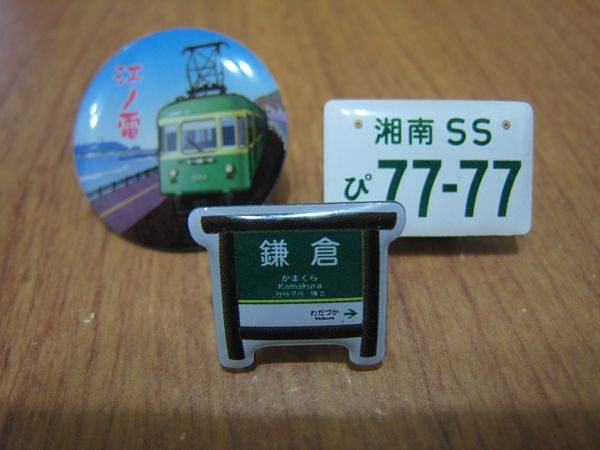 江ノ電
湘南 SS
ぴ 77-77
鎌倉
かまくら
Kamakura
わだづか